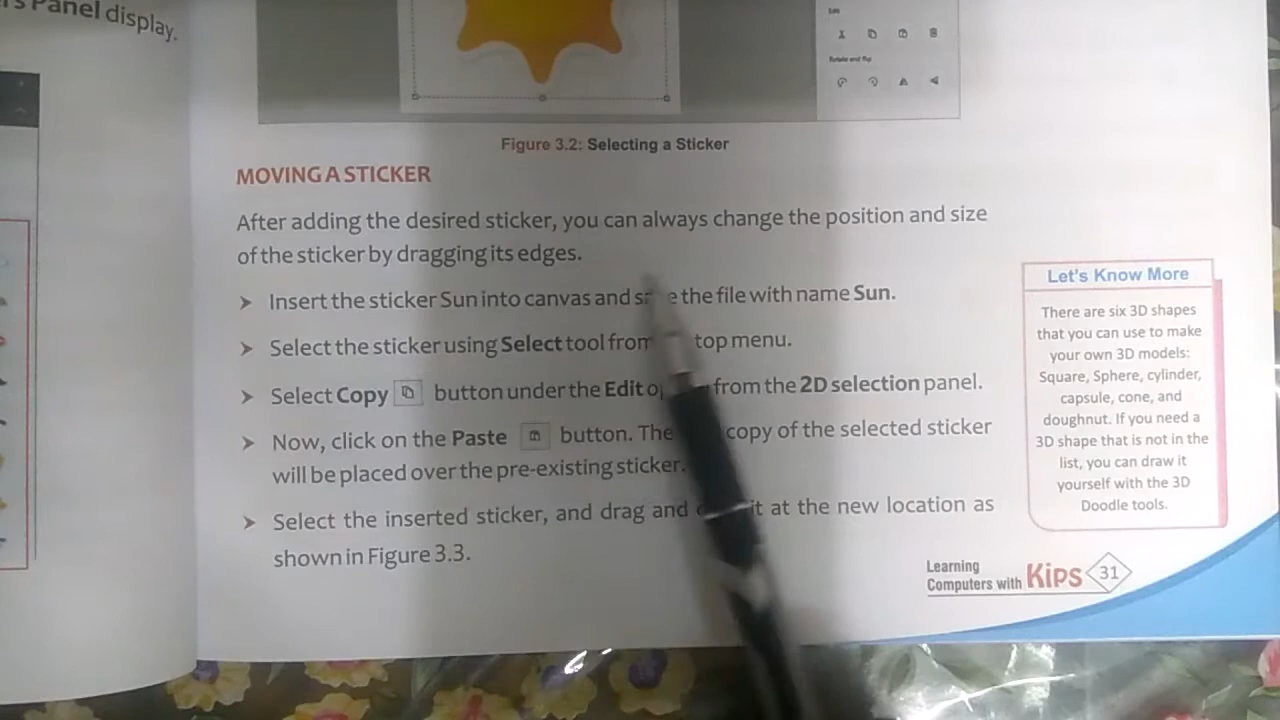 rs Panel display.
Edit
Rotate and flip
Figure 3.2: Selecting a Sticker
MOVING A STICKER
After adding the desired sticker, you can always change the position and size
of the sticker by dragging its edges.
➤ Insert the sticker Sun into canvas and the file with name Sun.
➤ Select the sticker using Select tool from top menu.
➤ Select Copy button under the Edit from the 2D selection panel.
➤ Now, click on the Paste button. The copy of the selected sticker
will be placed over the pre-existing sticker.
➤ Select the inserted sticker, and drag and it at the new location as
shown in Figure 3.3.
Let's Know More
There are six 3D shapes
that you can use to make
your own 3D models:
Square, Sphere, cylinder,
capsule, cone, and
doughnut. If you need a
3D shape that is not in the
list, you can draw it
yourself with the 3D
Doodle tools.
Learning
Computers with Kips 31